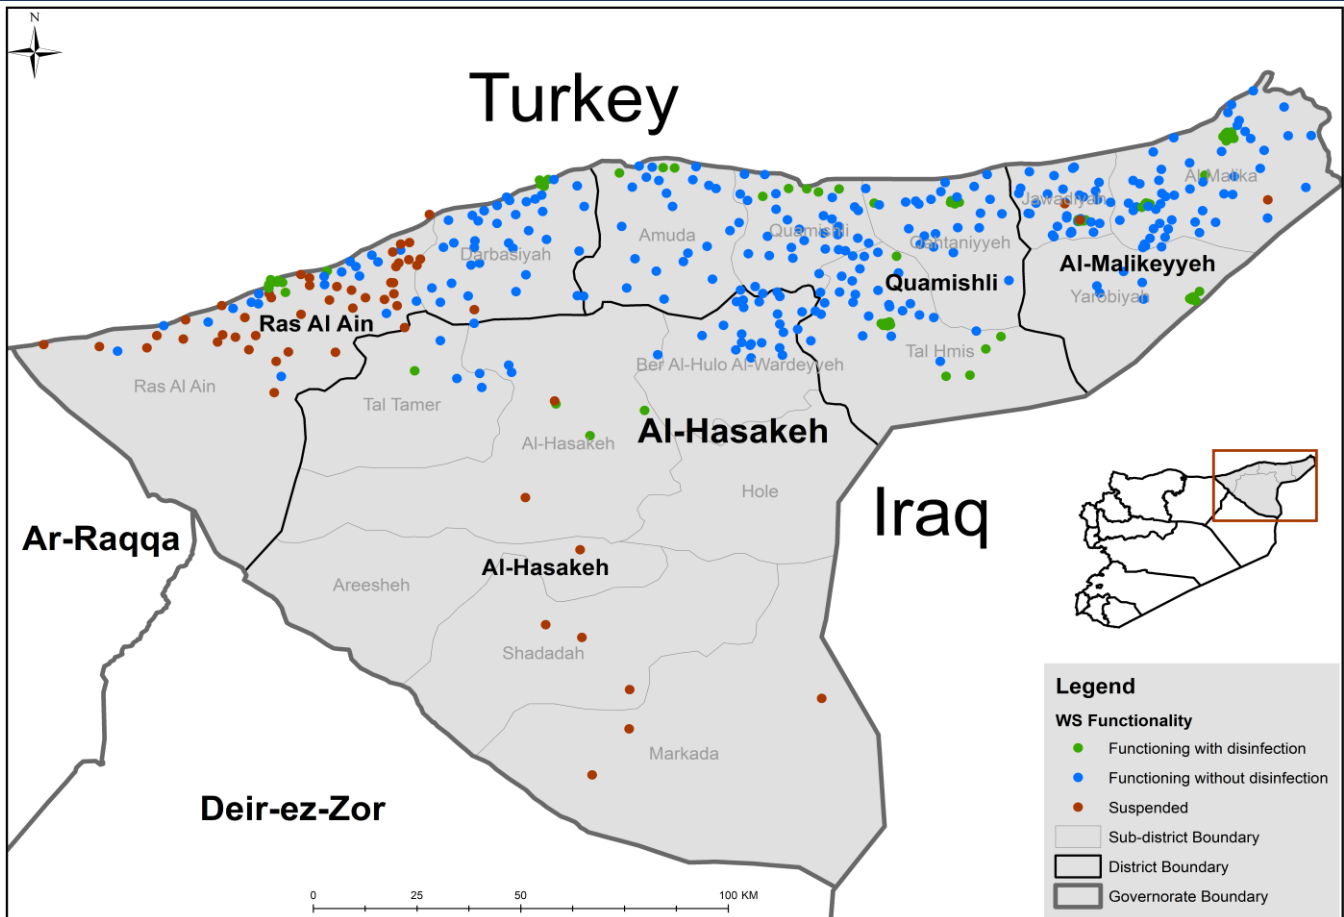 N
Turkey
Al-Malika
Jawadiyah
Quamishli
Amuda
Qahtaniyyeh
Darbasiyah
Al-Malikeyyeh
Quamishli
Yarobiyah
Ras Al Ain
Tal Hmis
Ber Al-Hulo Al-Wardeyyeh
Ras Al Ain
Tal Tamer
Al-Hasakeh
Al-Hasakeh
Hole
Iraq
Ar-Raqqa
Al-Hasakeh
Areesheh
Shadadah
Markada
Deir-ez-Zor
Legend
WS Functionality
Functioning with disinfection
Functioning without disinfection
Suspended
Sub-district Boundary
District Boundary
Governorate Boundary
0 25 50 100 KM